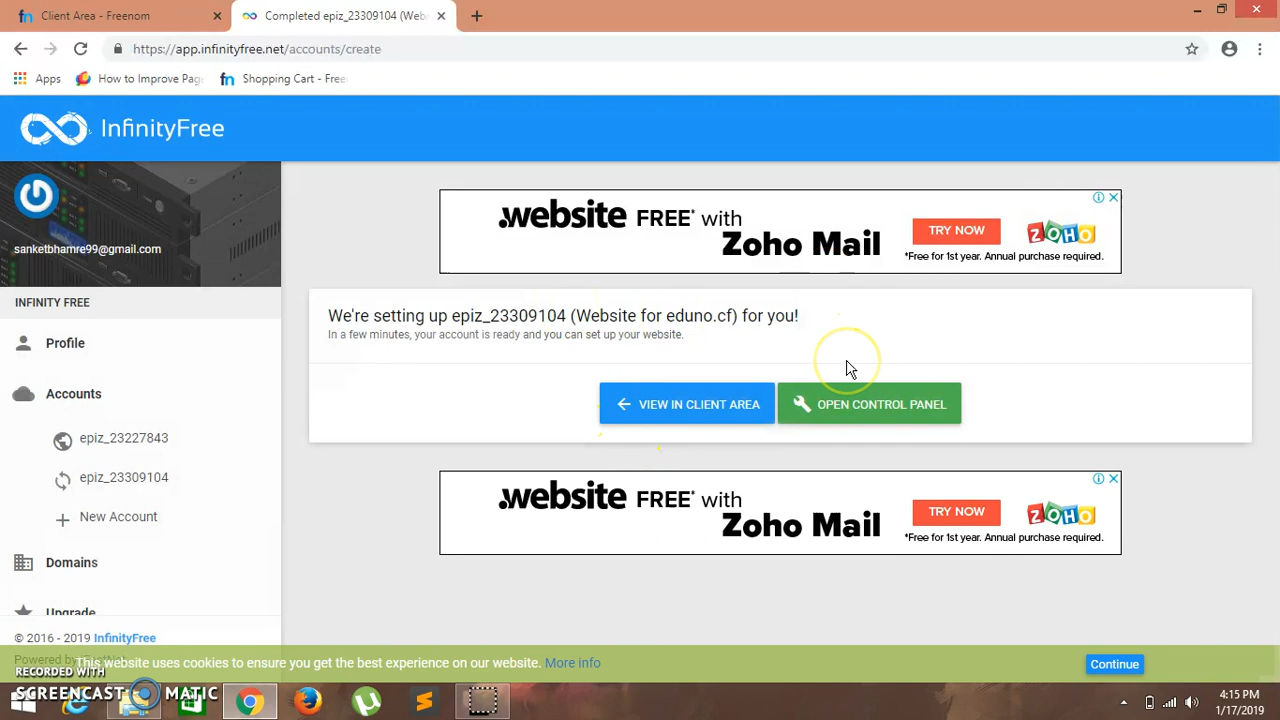 Client Area - Freenom
Completed epiz_23309104 (Web
https://app.infinityfree.net/accounts/create
Apps
How to Improve Pag
Shopping Cart - Free
InfinityFree
sanketbhamre99@gmail.com
INFINITY FREE
Profile
Accounts
epiz_23227843
epiz_23309104
New Account
Domains
Upgrade
© 2016 - 2019 InfinityFree
Powered by
.website FREE* with
Zoho Mail
TRY NOW
ZOHO
*Free for 1st year. Annual purchase required.
We're setting up epiz_23309104 (Website for eduno.cf) for you!
In a few minutes, your account is ready and you can set up your website.
VIEW IN CLIENT AREA
OPEN CONTROL PANEL
.website FREE* with
Zoho Mail
TRY NOW
ZOHO
*Free for 1st year. Annual purchase required.
This website uses cookies to ensure you get the best experience on our website. More info
Continue
RECORDED WITH
SCREENCAST MATIC
4:15 PM
1/17/2019